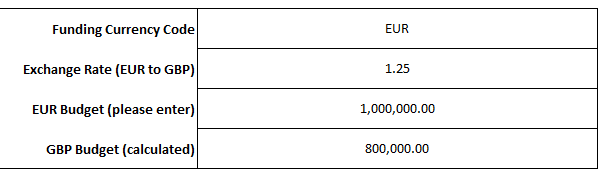 Funding Currency Code EUR
Exchange Rate (EUR to GBP) 1.25
EUR Budget (please enter) 1,000,000.00
GBP Budget (calculated) 800,000.00